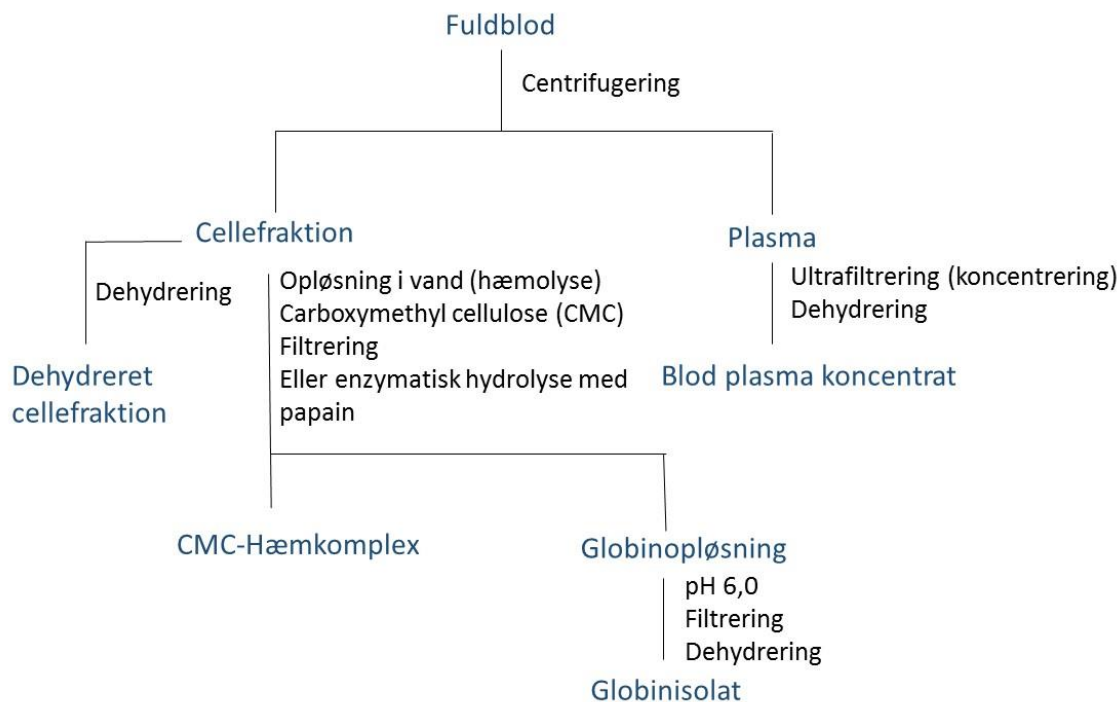 Fuldblod
Centrifugering
Cellefraktion
Plasma
Dehydrering
Opløsning i vand (hæmolyse)
Carboxymethyl cellulose (CMC)
Filtrering
Eller enzymatisk hydrolyse med
papain
Ultrafiltrering (koncentrering)
Dehydrering
Dehydreret
cellefraktion
Blod plasma koncentrat
CMC-Hæmkomplex
Globinopløsning
pH 6,0
Filtrering
Dehydrering
Globinisolat